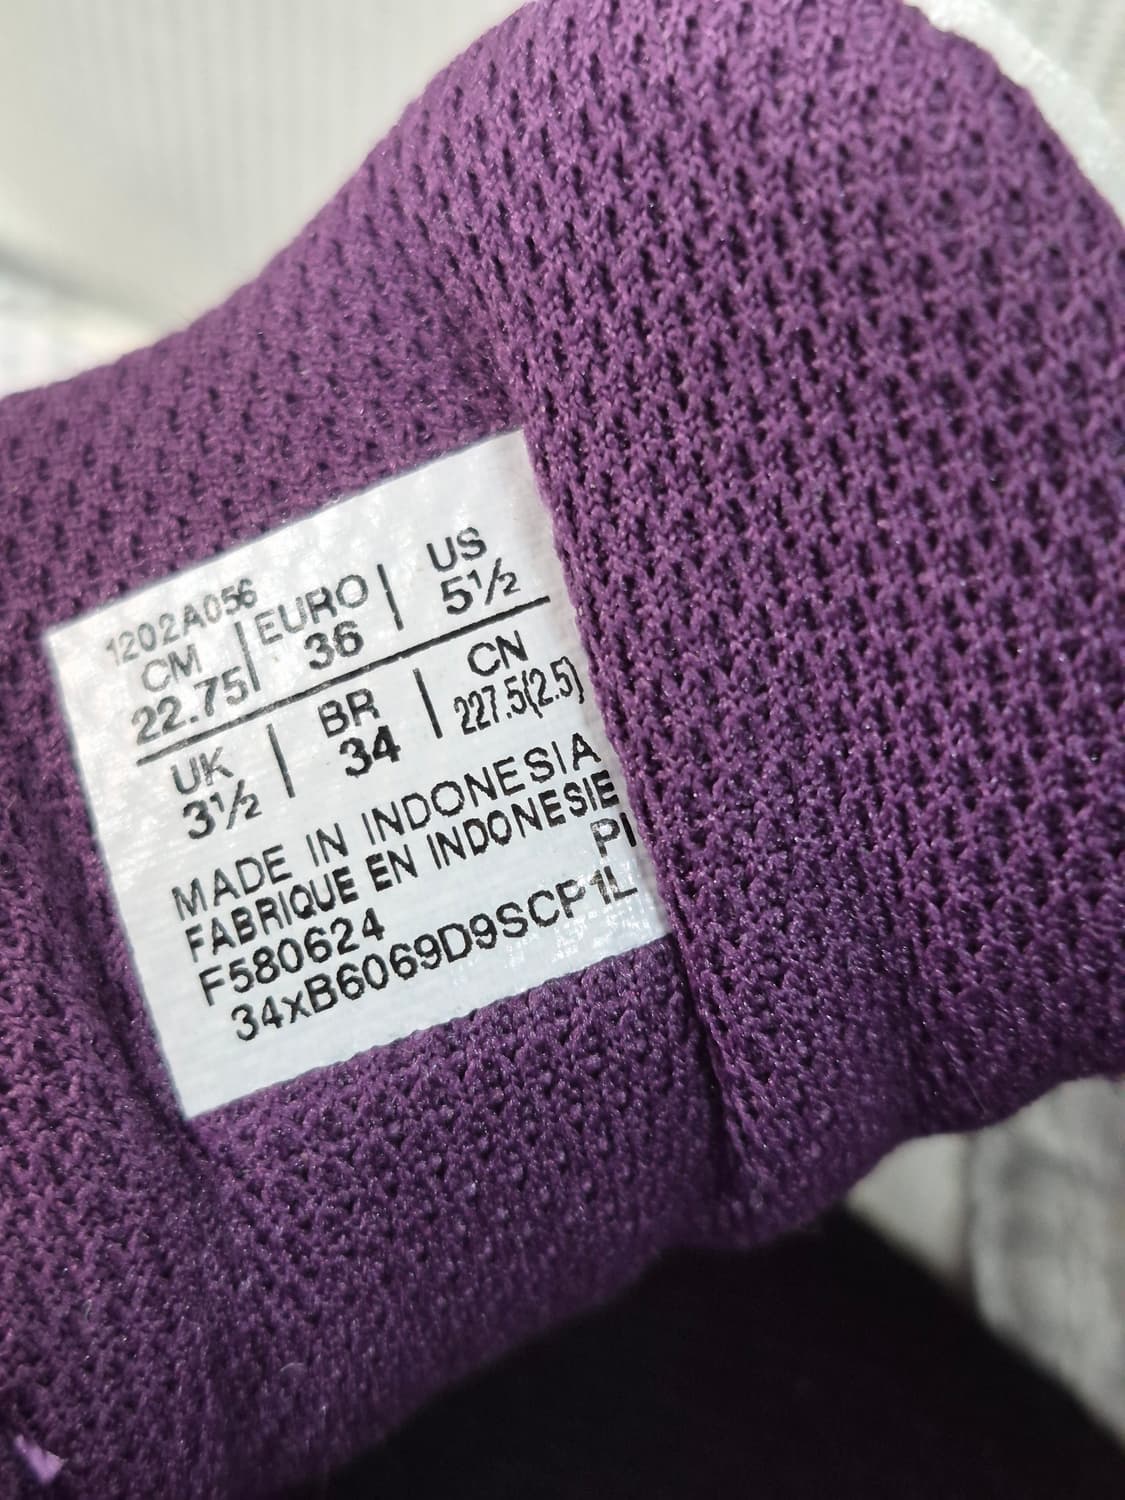 1202A056
CM | EURO | US
22.75 | 36 | 5½
UK | BR | CN
3½ | 34 | 227.5(2.5)
MADE IN INDONESIA
FABRIQUE EN INDONESIE
PI
F580624
34xB6069D9SCP1L